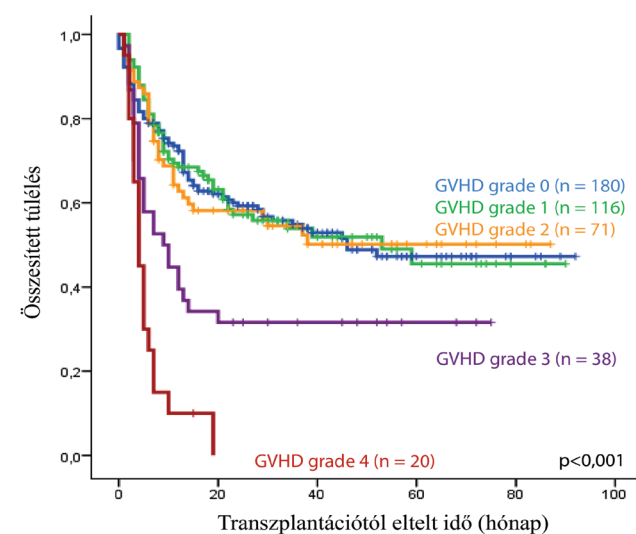 Összesített túlélés
1,0
0,8
0,6
0,4
0,2
0,0
GVHD grade 0 (n = 180)
GVHD grade 1 (n = 116)
GVHD grade 2 (n = 71)
GVHD grade 3 (n = 38)
GVHD grade 4 (n = 20)
p<0,001
0 20 40 60 80 100
Transzplantációtól eltelt idő (hónap)